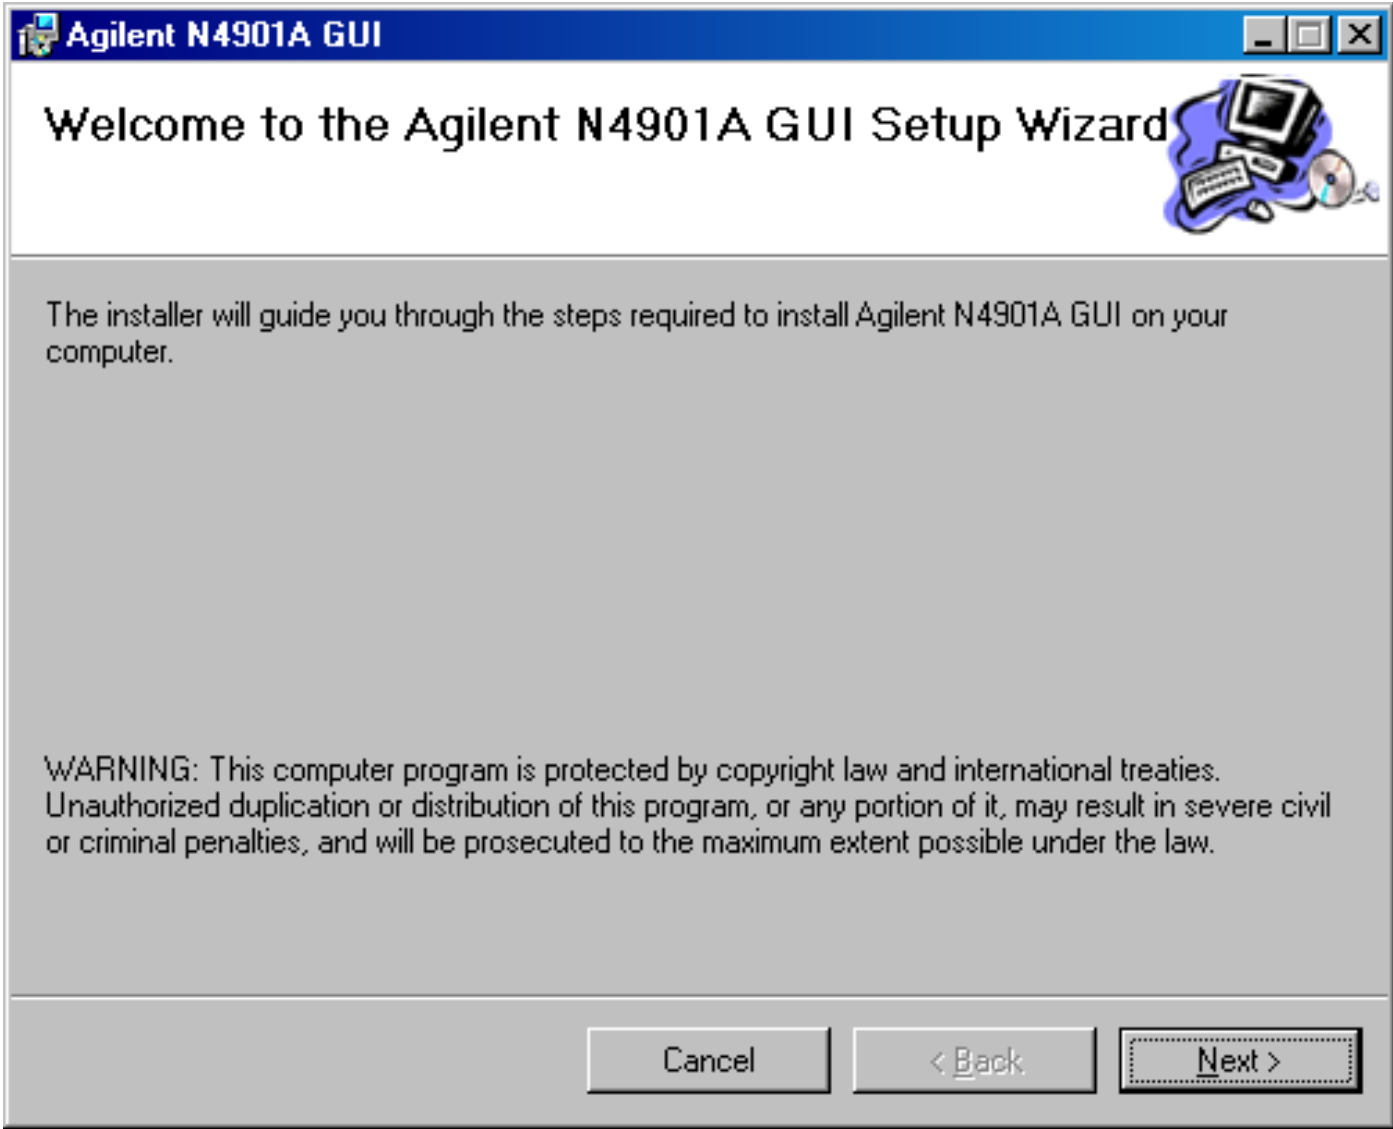 Agilent N4901A GUI
Welcome to the Agilent N4901A GUI Setup Wizard
The installer will guide you through the steps required to install Agilent N4901A GUI on your
computer.
WARNING: This computer program is protected by copyright law and international treaties.
Unauthorized duplication or distribution of this program, or any portion of it, may result in severe civil
or criminal penalties, and will be prosecuted to the maximum extent possible under the law.
Cancel < Back Next >